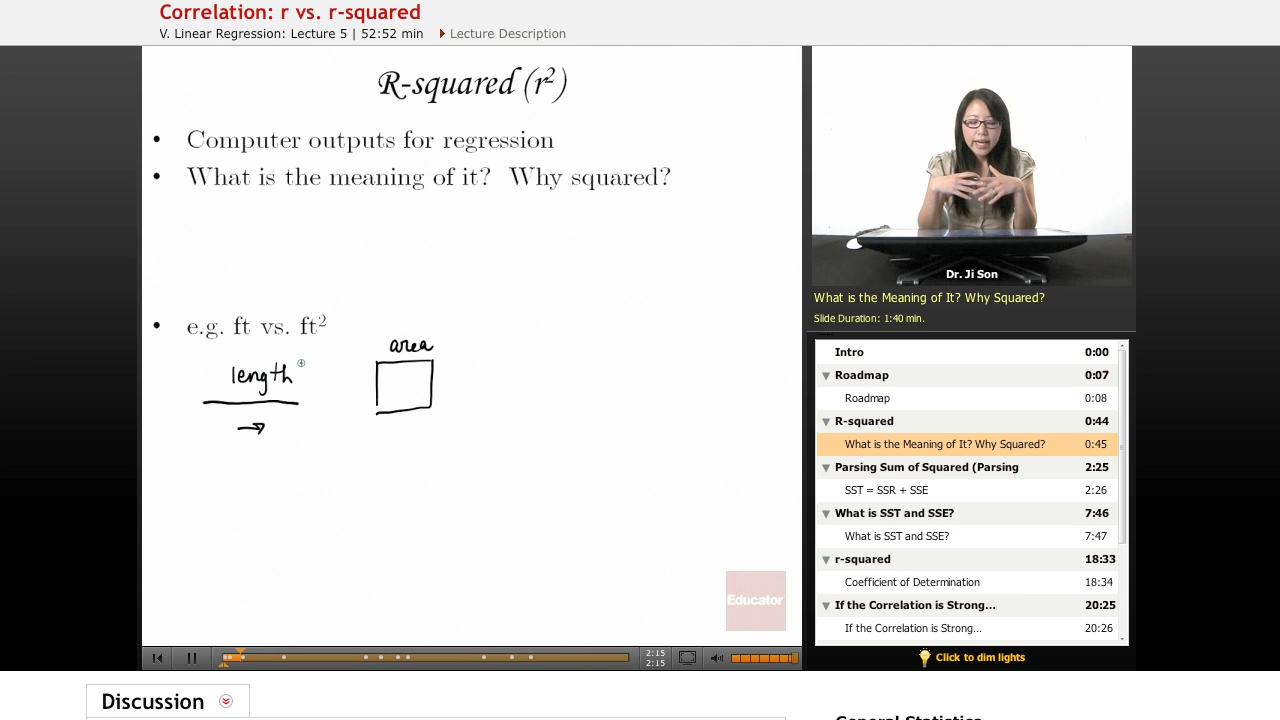 Correlation: r vs. r-squared
V. Linear Regression: Lecture 5 | 52:52 min Lecture Description
R-squared (r²)
• Computer outputs for regression
• What is the meaning of it? Why squared?
• e.g. ft vs. ft²
area
length
Educator
2:15
2:15
Dr. Ji Son
What is the Meaning of It? Why Squared?
Slide Duration: 1:40 min.
Intro 0:00
Roadmap 0:07
Roadmap 0:08
R-squared 0:44
What is the Meaning of It? Why Squared? 0:45
Parsing Sum of Squared (Parsing 2:25
SST = SSR + SSE 2:26
What is SST and SSE? 7:46
What is SST and SSE? 7:47
r-squared 18:33
Coefficient of Determination 18:34
If the Correlation is Strong... 20:25
If the Correlation is Strong... 20:26
Click to dim lights
Discussion
General Statistics